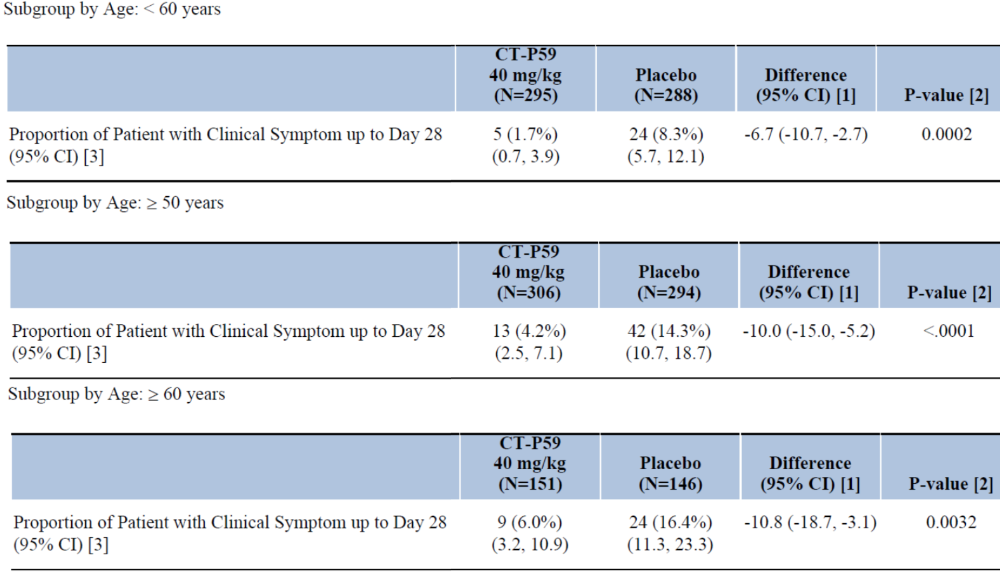 Subgroup by Age: < 60 years
CT-P59
40 mg/kg Placebo Difference
(N=295) (N=288) (95% CI) [1] P-value [2]
Proportion of Patient with Clinical Symptom up to Day 28 5 (1.7%) 24 (8.3%) -6.7 (-10.7, -2.7) 0.0002
(95% CI) [3] (0.7, 3.9) (5.7, 12.1)
Subgroup by Age: ≥ 50 years
CT-P59
40 mg/kg Placebo Difference
(N=306) (N=294) (95% CI) [1] P-value [2]
Proportion of Patient with Clinical Symptom up to Day 28 13 (4.2%) 42 (14.3%) -10.0 (-15.0, -5.2) <.0001
(95% CI) [3] (2.5, 7.1) (10.7, 18.7)
Subgroup by Age: ≥ 60 years
CT-P59
40 mg/kg Placebo Difference
(N=151) (N=146) (95% CI) [1] P-value [2]
Proportion of Patient with Clinical Symptom up to Day 28 9 (6.0%) 24 (16.4%) -10.8 (-18.7, -3.1) 0.0032
(95% CI) [3] (3.2, 10.9) (11.3, 23.3)